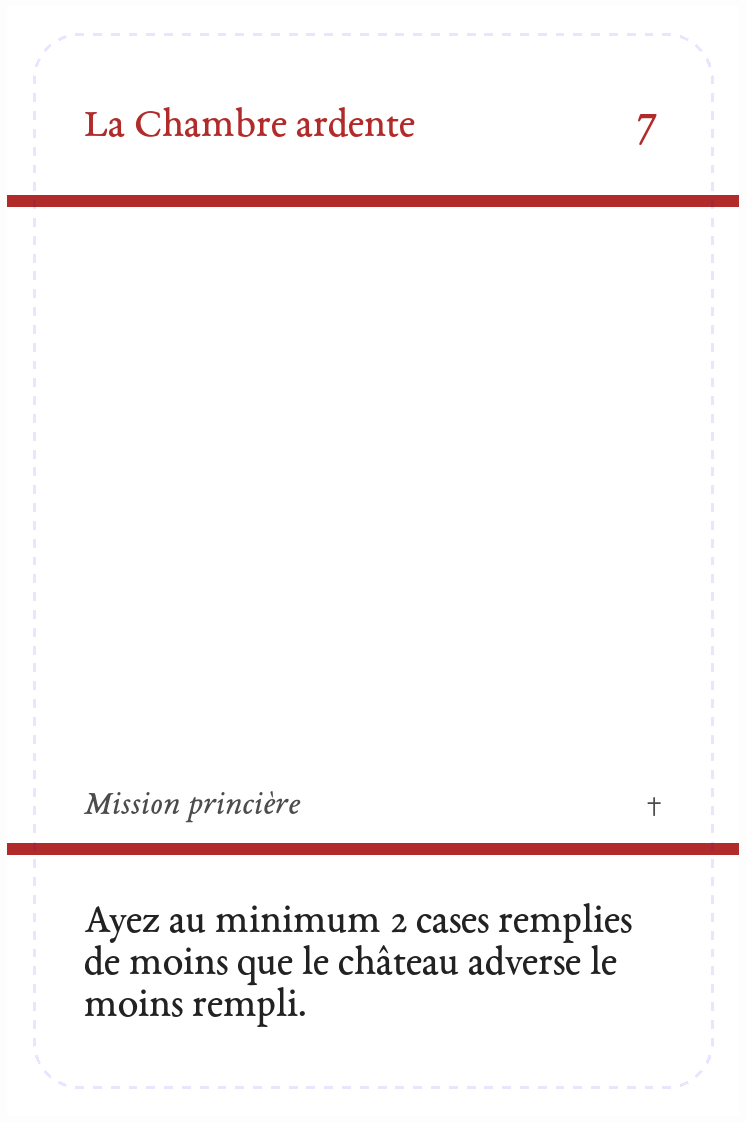 La Chambre ardente 7
Mission princière †
Ayez au minimum 2 cases remplies
de moins que le château adverse le
moins rempli.